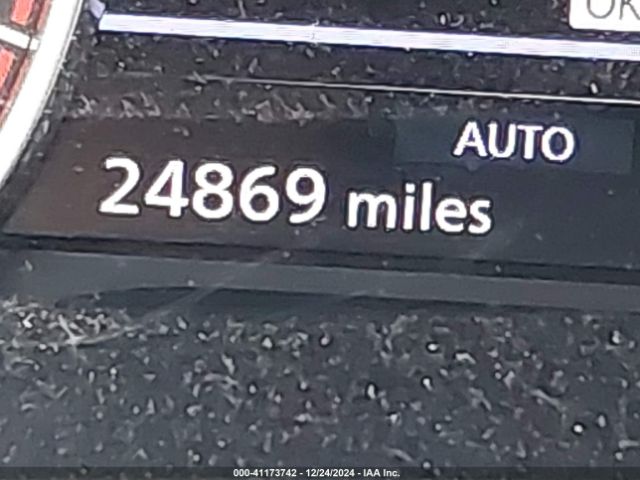 AUTO
24869 miles
000-41173742 - 12/24/2024 - IAA Inc.